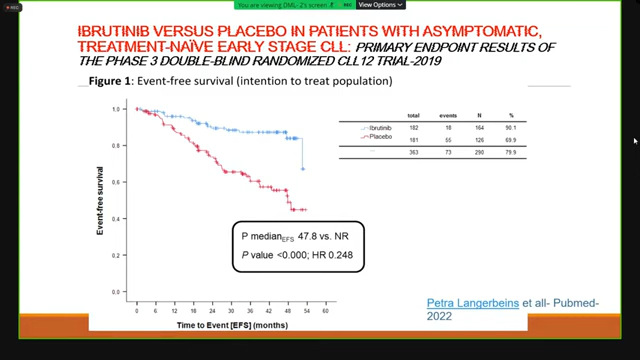 You are viewing DML-2's screen
REC
View Options
IBRUTINIB VERSUS PLACEBO IN PATIENTS WITH ASYMPTOMATIC,
TREATMENT-NAÏVE EARLY STAGE CLL: PRIMARY ENDPOINT RESULTS OF
THE PHASE 3 DOUBLE-BLIND RANDOMIZED CLL12 TRIAL-2019
Figure 1: Event-free survival (intention to treat population)
total events N %
Ibrutinib 182 18 164 90.1
Placebo 181 55 126 69.9
363 73 290 79.9
Event-free survival
1.0
0.8
0.6
0.4
0.2
0.0
P medianEFS 47.8 vs. NR
P value <0.000; HR 0.248
0 6 12 18 24 30 36 42 48 54 60
Time to Event [EFS] (months)
Petra Langerbeins et all- Pubmed-
2022